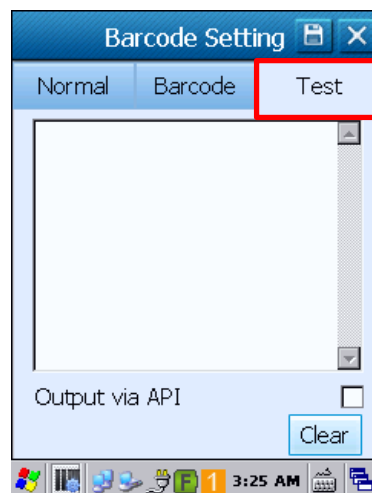 Barcode Setting
Normal Barcode Test
Output via API
Clear
F 1 3:25 AM